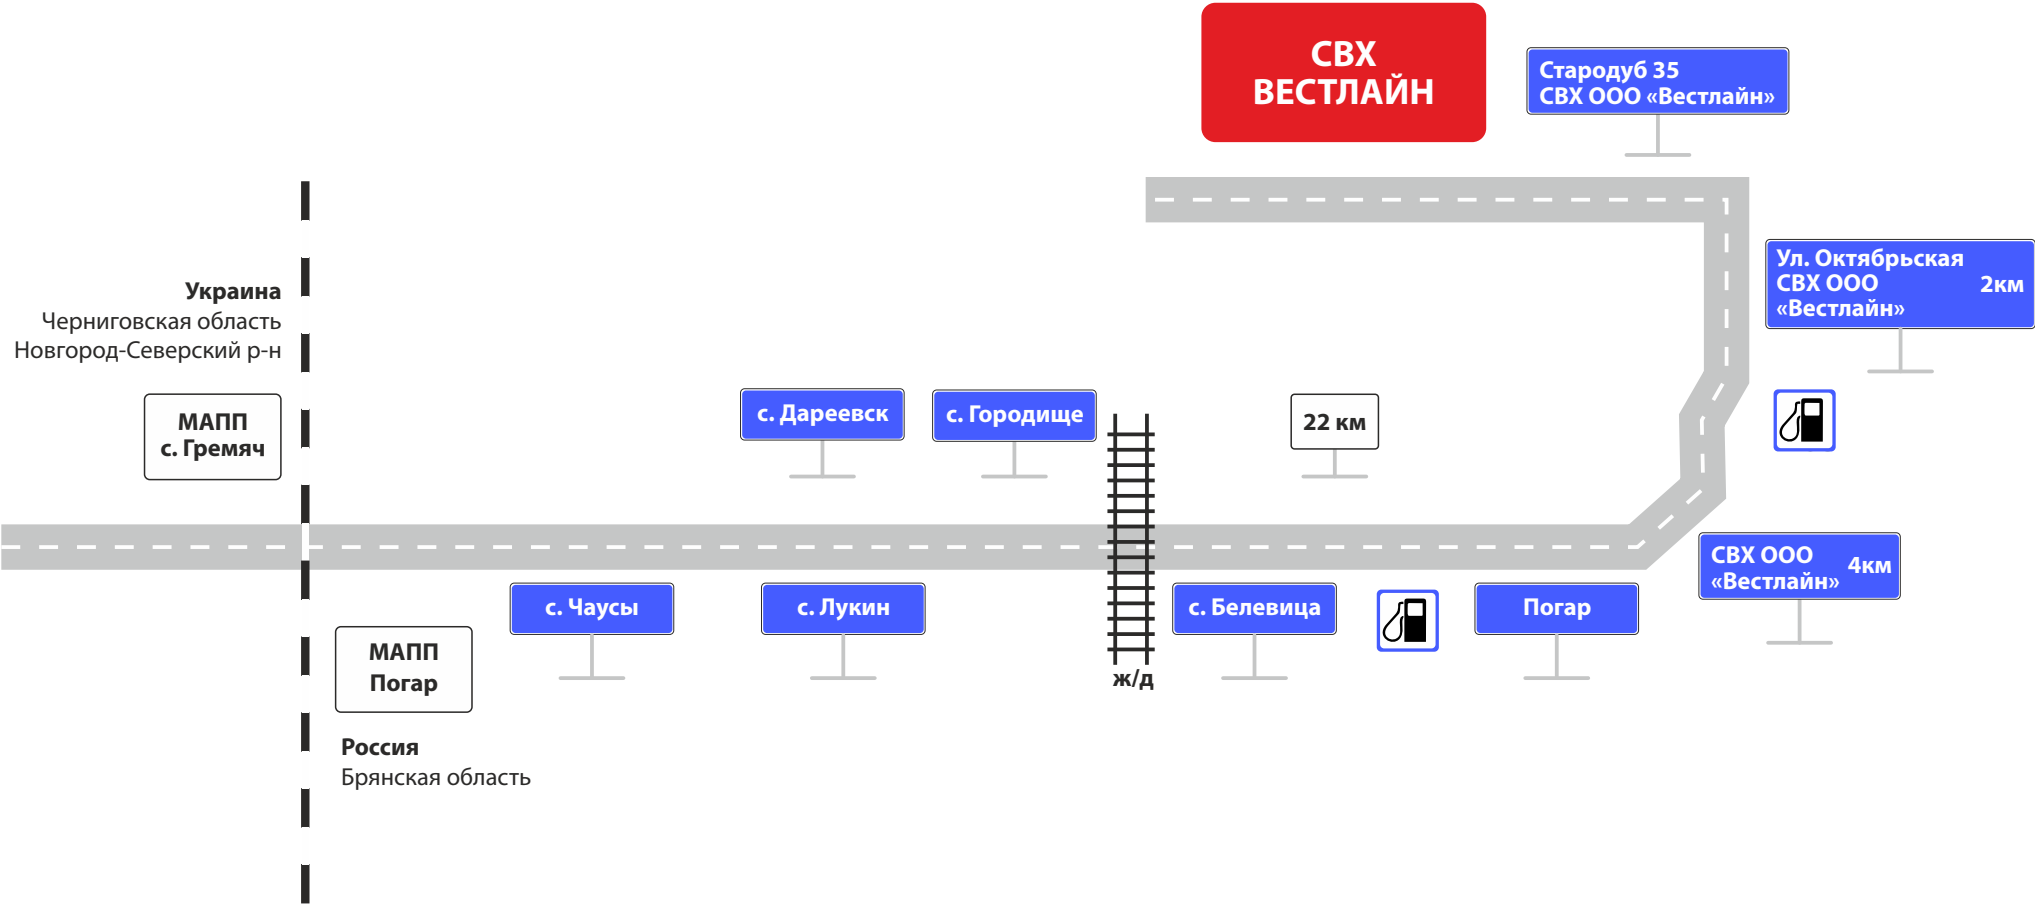 СВХ
ВЕСТЛАЙН
Стародуб 35
СВХ ООО «Вестлайн»
Ул. Октябрьская
СВХ ООО 2км
«Вестлайн»
Украина
Черниговская область
Новгород-Северский р-н
МАПП
с. Гремяч
с. Дареевск
с. Городище
22 км
СВХ ООО 4км
«Вестлайн»
с. Чаусы
с. Лукин
с. Белевица
Погар
МАПП
Погар
ж/д
Россия
Брянская область